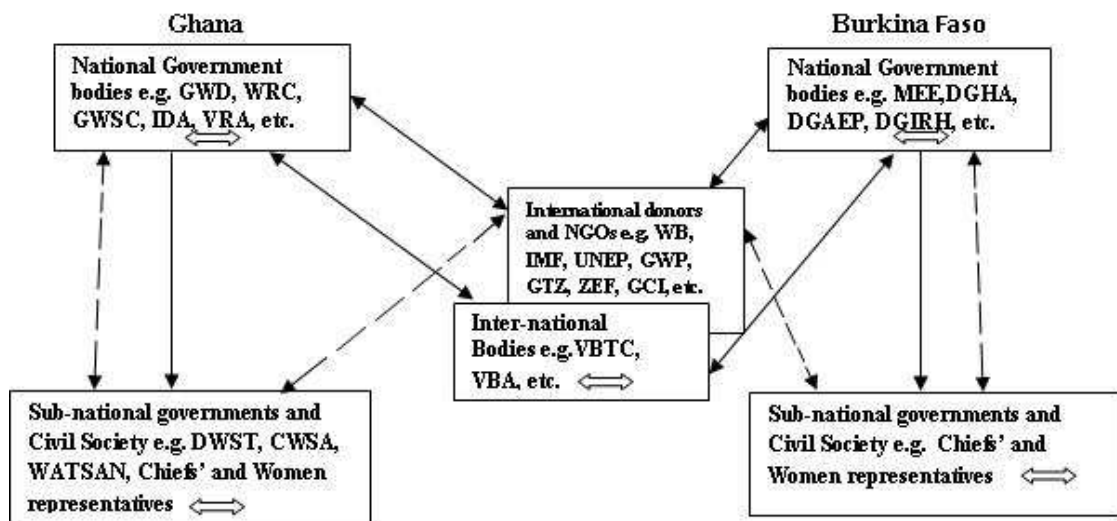 Ghana
National Government
bodies e.g. GWD, WRC,
GWSC, IDA, VRA, etc.
Burkina Faso
National Government
bodies e.g. MEE,DGHA,
DGAEP, DGIRH, etc.
International donors
and NGOs e.g. WB,
IMF, UNEP, GWP,
GTZ, ZEF, GCI, etc.
Inter-national
Bodies e.g.VBTC,
VBA, etc.
Sub-national governments and
Civil Society e.g. DWST, CWSA,
WATSAN, Chiefs' and Women
representatives
Sub-national governments and
Civil Society e.g. Chiefs' and
Women representatives